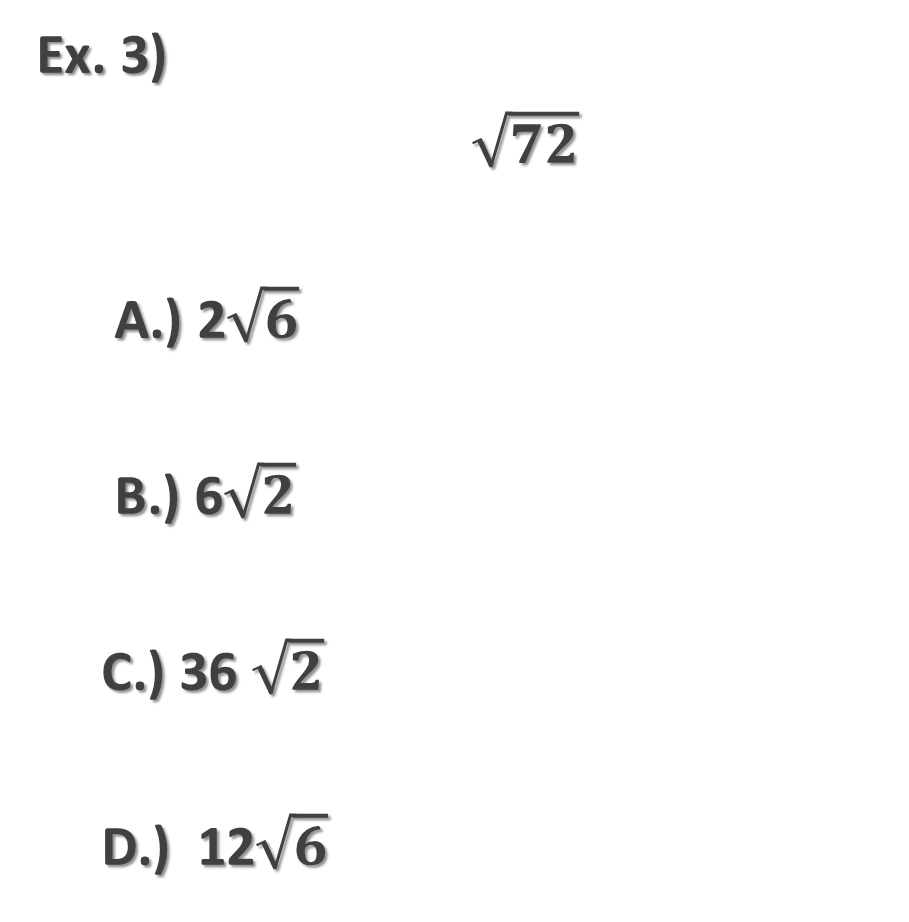 Ex. 3)
√72
A.) 2√6
B.) 6√2
C.) 36 √2
D.) 12√6